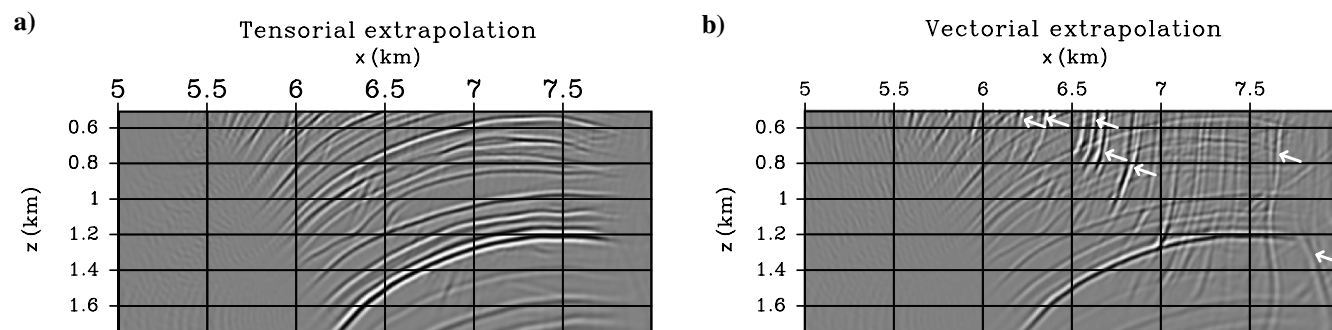 a)
Tensorial extrapolation
x (km)
5 5.5 6 6.5 7 7.5
0.6
0.8
1
1.2
1.4
1.6
z (km)
b)
Vectorial extrapolation
x (km)
5 5.5 6 6.5 7 7.5
0.6
0.8
1
1.2
1.4
1.6
z (km)